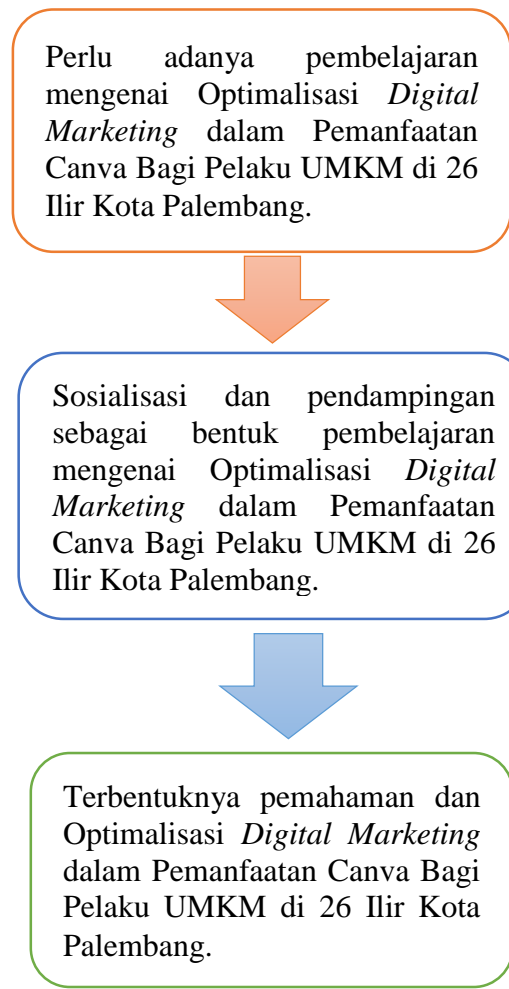 Perlu adanya pembelajaran
mengenai Optimalisasi Digital
Marketing dalam Pemanfaatan
Canva Bagi Pelaku UMKM di 26
Ilir Kota Palembang.
Sosialisasi dan pendampingan
sebagai bentuk pembelajaran
mengenai Optimalisasi Digital
Marketing dalam Pemanfaatan
Canva Bagi Pelaku UMKM di 26
Ilir Kota Palembang.
Terbentuknya pemahaman dan
Optimalisasi Digital Marketing
dalam Pemanfaatan Canva Bagi
Pelaku UMKM di 26 Ilir Kota
Palembang.